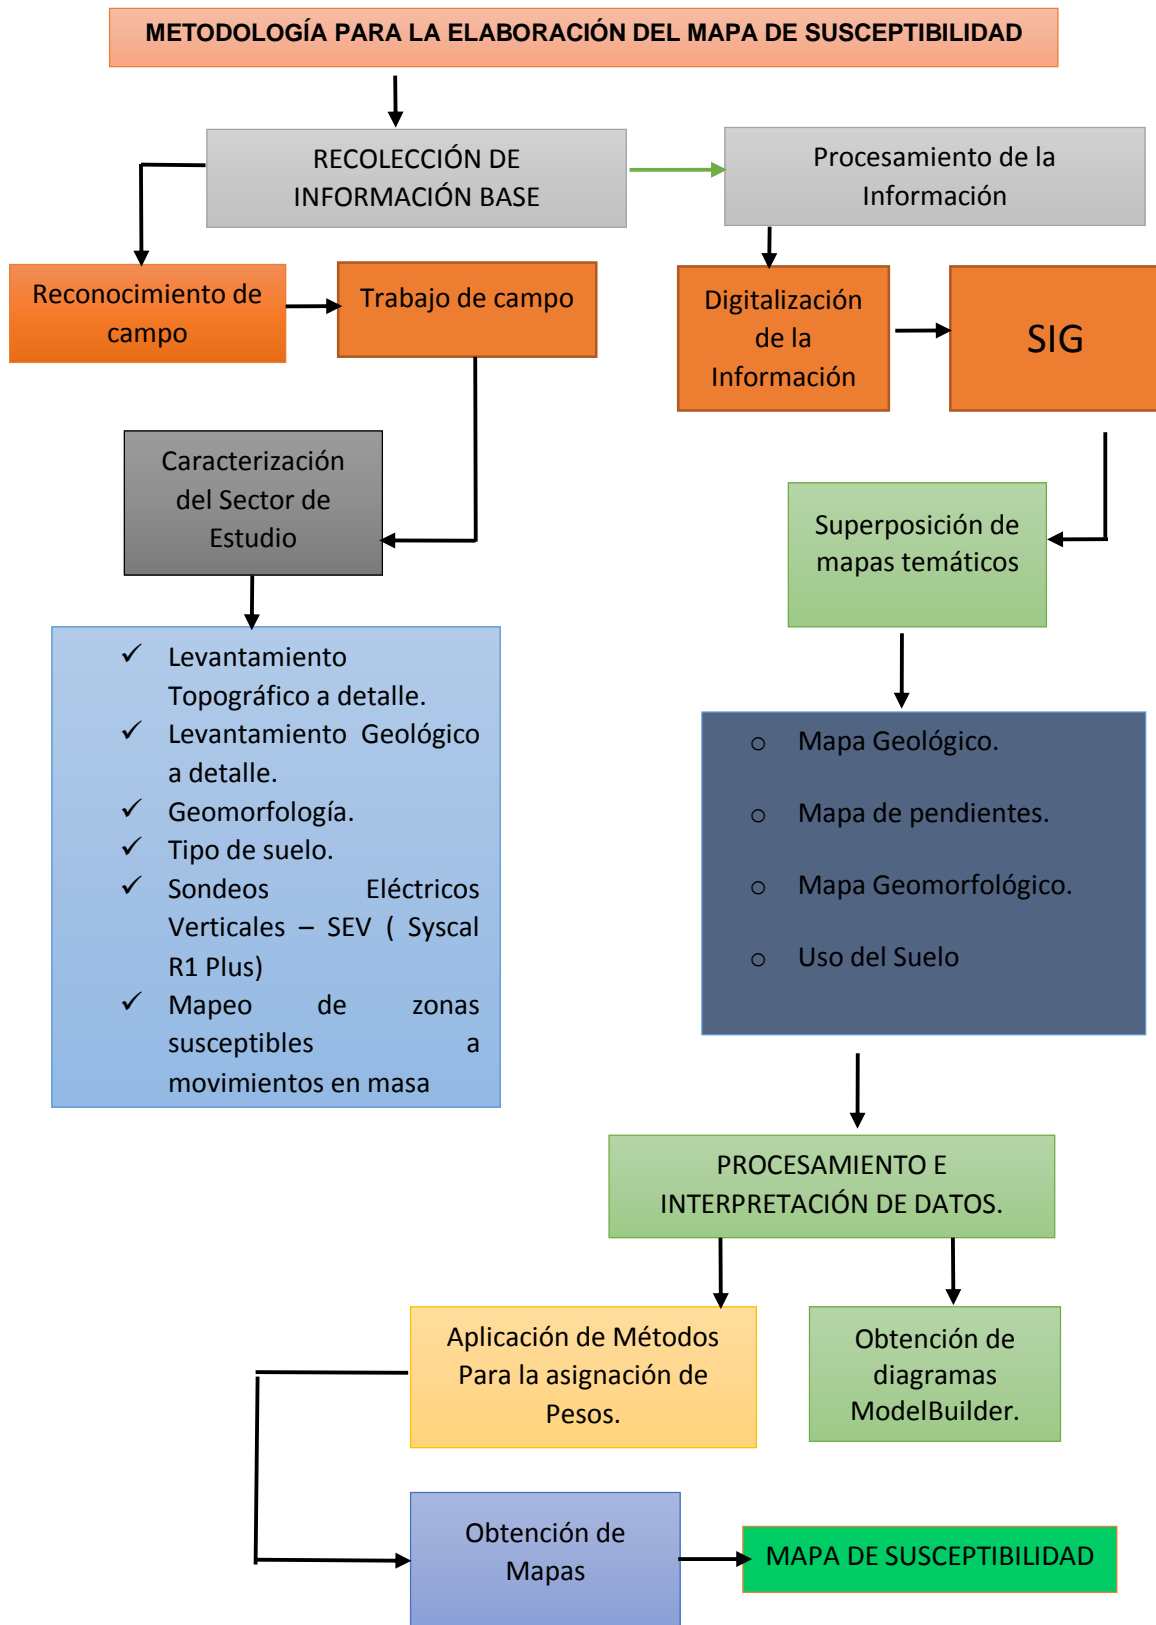 METODOLOGÍA PARA LA ELABORACIÓN DEL MAPA DE SUSCEPTIBILIDAD
RECOLECCIÓN DE
INFORMACIÓN BASE
Procesamiento de la
Información
Reconocimiento de
campo
Trabajo de campo
Digitalización
de la
Información
SIG
Caracterización
del Sector de
Estudio
Superposición de
mapas temáticos
✓ Levantamiento
Topográfico a detalle.
✓ Levantamiento Geológico
a detalle.
✓ Geomorfología.
✓ Tipo de suelo.
✓ Sondeos Eléctricos
Verticales – SEV ( Syscal
R1 Plus)
✓ Mapeo de zonas
susceptibles a
movimientos en masa
o Mapa Geológico.
o Mapa de pendientes.
o Mapa Geomorfológico.
o Uso del Suelo
PROCESAMIENTO E
INTERPRETACIÓN DE DATOS.
Aplicación de Métodos
Para la asignación de
Pesos.
Obtención de
diagramas
ModelBuilder.
Obtención de
Mapas
MAPA DE SUSCEPTIBILIDAD